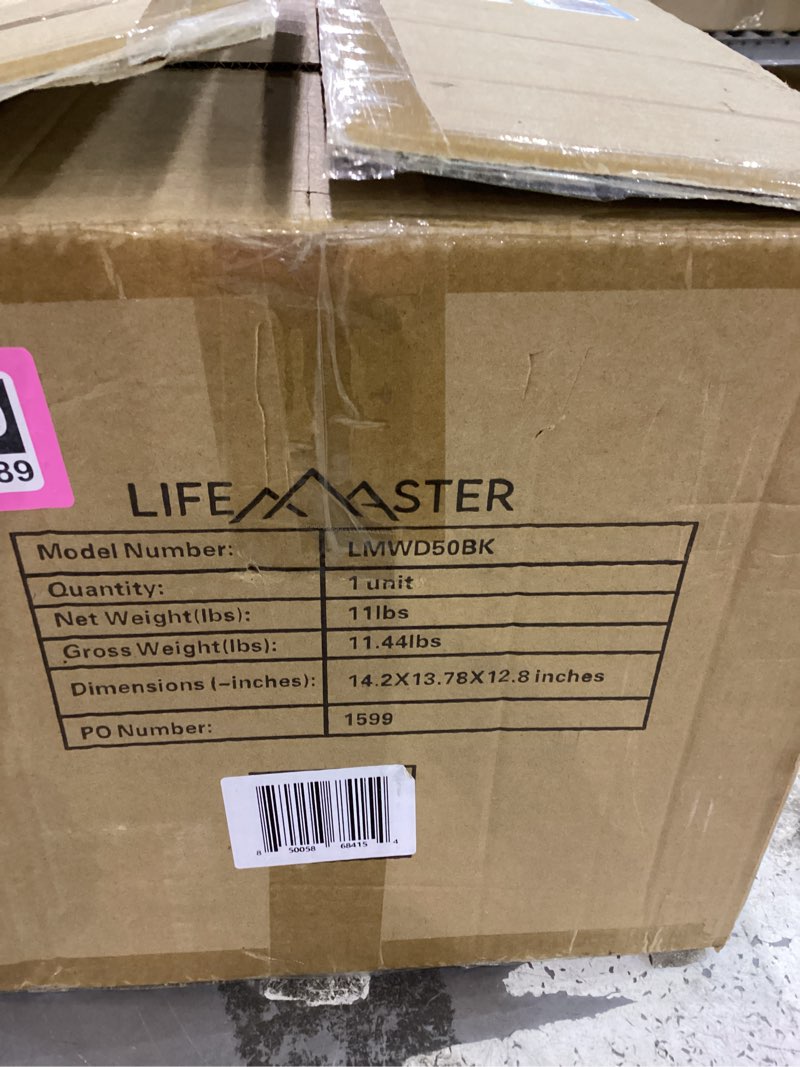 89
LIFEMASTER
Model Number: LMWD50BK
Quantity: 1 unit
Net Weight(lbs): 11lbs
Gross Weight(lbs): 11.44lbs
Dimensions (~inches): 14.2X13.78X12.8 inches
PO Number: 1599
8 50058 68415 4